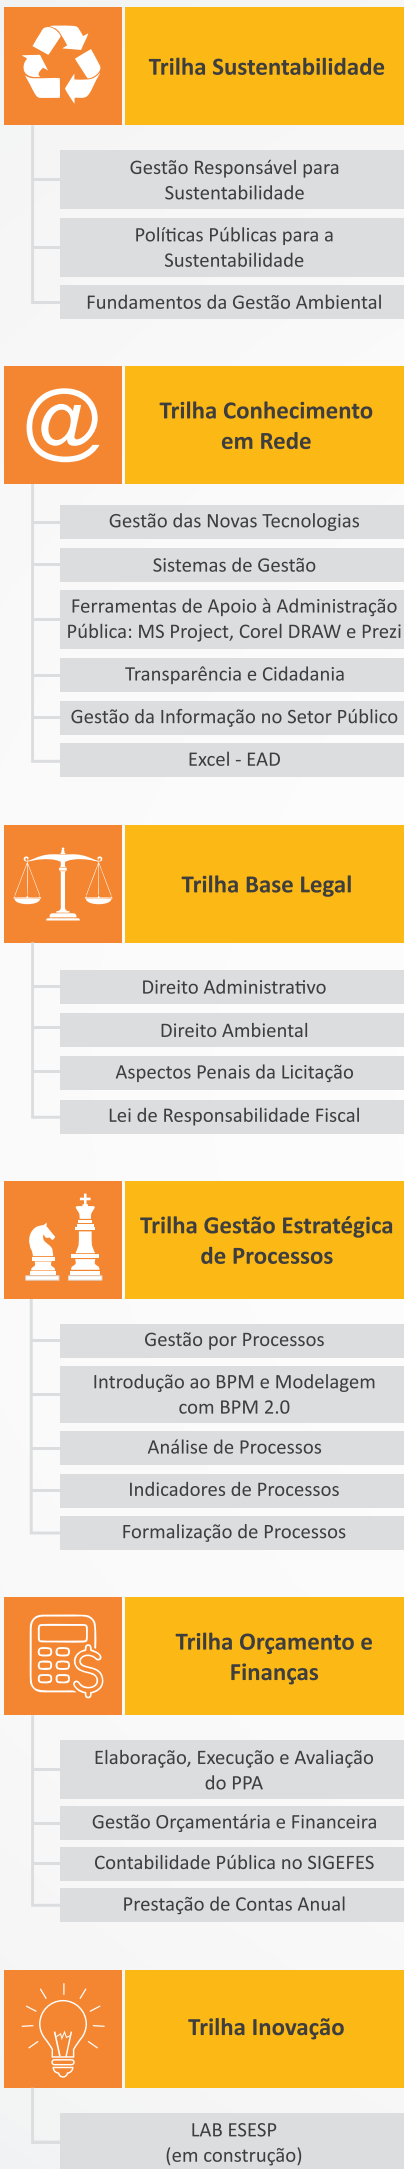 Trilha Sustentabilidade
Gestão Responsável para
Sustentabilidade
Políticas Públicas para a
Sustentabilidade
Fundamentos da Gestão Ambiental
@
Trilha Conhecimento
em Rede
Gestão das Novas Tecnologias
Sistemas de Gestão
Ferramentas de Apoio à Administração
Pública: MS Project, Corel DRAW e Prezi
Transparência e Cidadania
Gestão da Informação no Setor Público
Excel - EAD
Trilha Base Legal
Direito Administrativo
Direito Ambiental
Aspectos Penais da Licitação
Lei de Responsabilidade Fiscal
Trilha Gestão Estratégica
de Processos
Gestão por Processos
Introdução ao BPM e Modelagem
com BPM 2.0
Análise de Processos
Indicadores de Processos
Formalização de Processos
$
Trilha Orçamento e
Finanças
Elaboração, Execução e Avaliação
do PPA
Gestão Orçamentária e Financeira
Contabilidade Pública no SIGEFES
Prestação de Contas Anual
Trilha Inovação
LAB ESESP
(em construção)